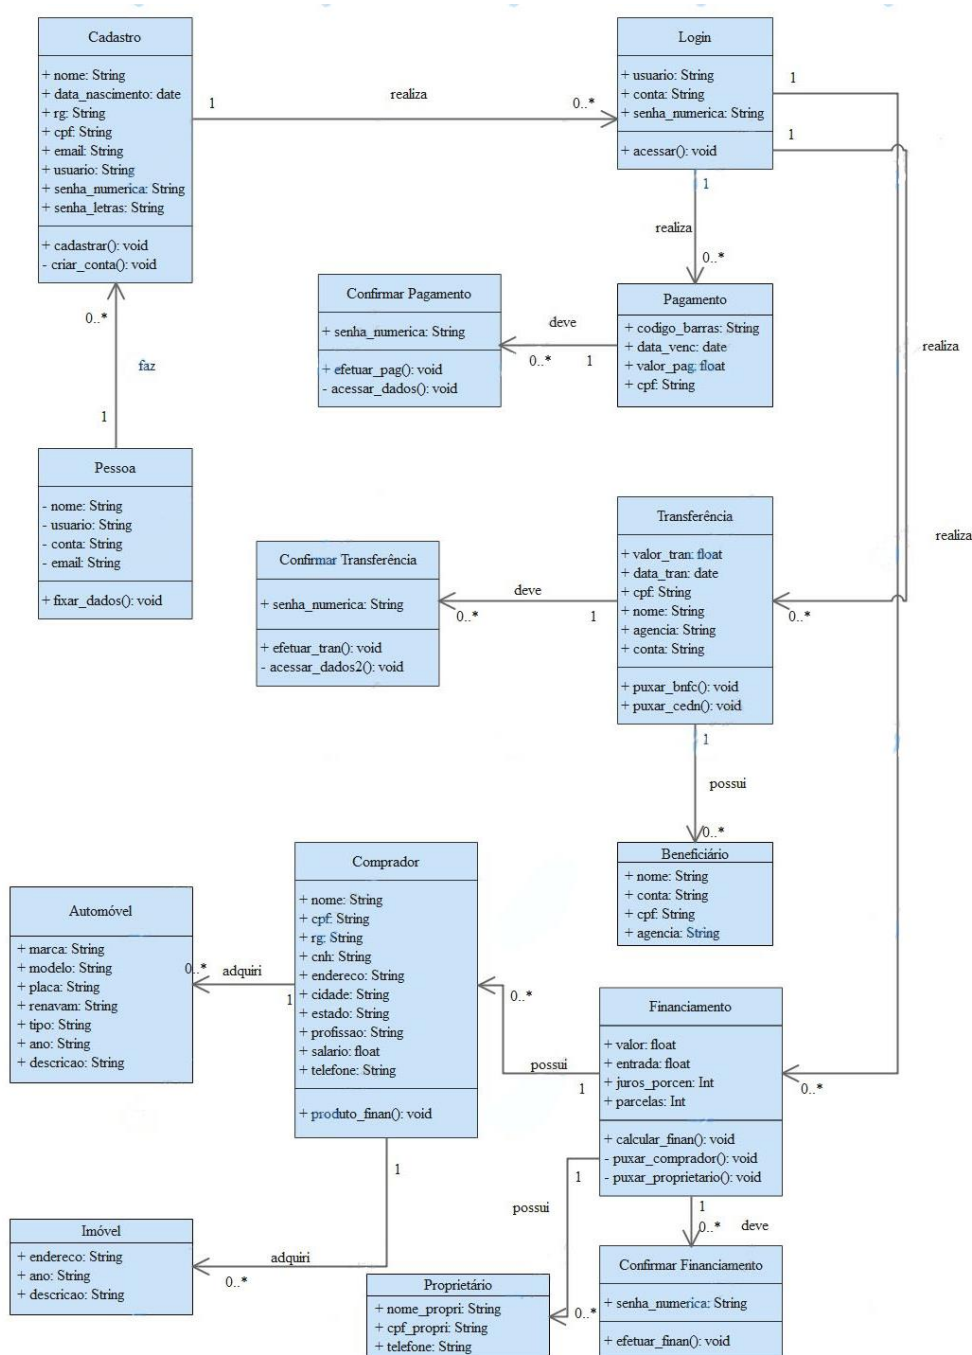 Cadastro
+ nome: String
+ data_nascimento: date
+ rg: String
+ cpf: String
+ email: String
+ usuario: String
+ senha_numerica: String
+ senha_letras: String
+ cadastrar(): void
- criar_conta(): void
1
realiza
0..*
Login
+ usuario: String
+ conta: String
+ senha_numerica: String
+ acessar(): void
1
1
1
realiza
0..*
Confirmar Pagamento
+ senha_numerica: String
+ efetuar_pag(): void
- acessar_dados(): void
deve
0..*
1
Pagamento
+ codigo_barras: String
+ data_venc: date
+ valor_pag: float
+ cpf: String
realiza
0..*
faz
1
Pessoa
- nome: String
- usuario: String
- conta: String
- email: String
+ fixar_dados(): void
Confirmar Transferência
+ senha_numerica: String
+ efetuar_tran(): void
- acessar_dados2(): void
deve
0..*
1
Transferência
+ valor_tran: float
+ data_tran: date
+ cpf: String
+ nome: String
+ agencia: String
+ conta: String
+ puxar_bnfc(): void
+ puxar_cedn(): void
0..*
realiza
1
possui
0..*
Beneficiário
+ nome: String
+ conta: String
+ cpf: String
+ agencia: String
Comprador
+ nome: String
+ cpf: String
+ rg: String
+ cnh: String
+ endereco: String
+ cidade: String
+ estado: String
+ profissao: String
+ salario: float
+ telefone: String
+ produto_finan(): void
Automóvel
+ marca: String
+ modelo: String
+ placa: String
+ renavam: String
+ tipo: String
+ ano: String
+ descricao: String
0..*
adquiri
1
0..*
possui
1
Financiamento
+ valor: float
+ entrada: float
+ juros_porcen: Int
+ parcelas: Int
+ calcular_finan(): void
- puxar_comprador(): void
- puxar_proprietario(): void
0..*
1
possui
1
0..*
deve
1
Imóvel
+ endereco: String
+ ano: String
+ descricao: String
adquiri
0..*
Proprietário
+ nome_propri: String
+ cpf_propri: String
+ telefone: String
0..*
Confirmar Financiamento
+ senha_numerica: String
+ efetuar_finan(): void